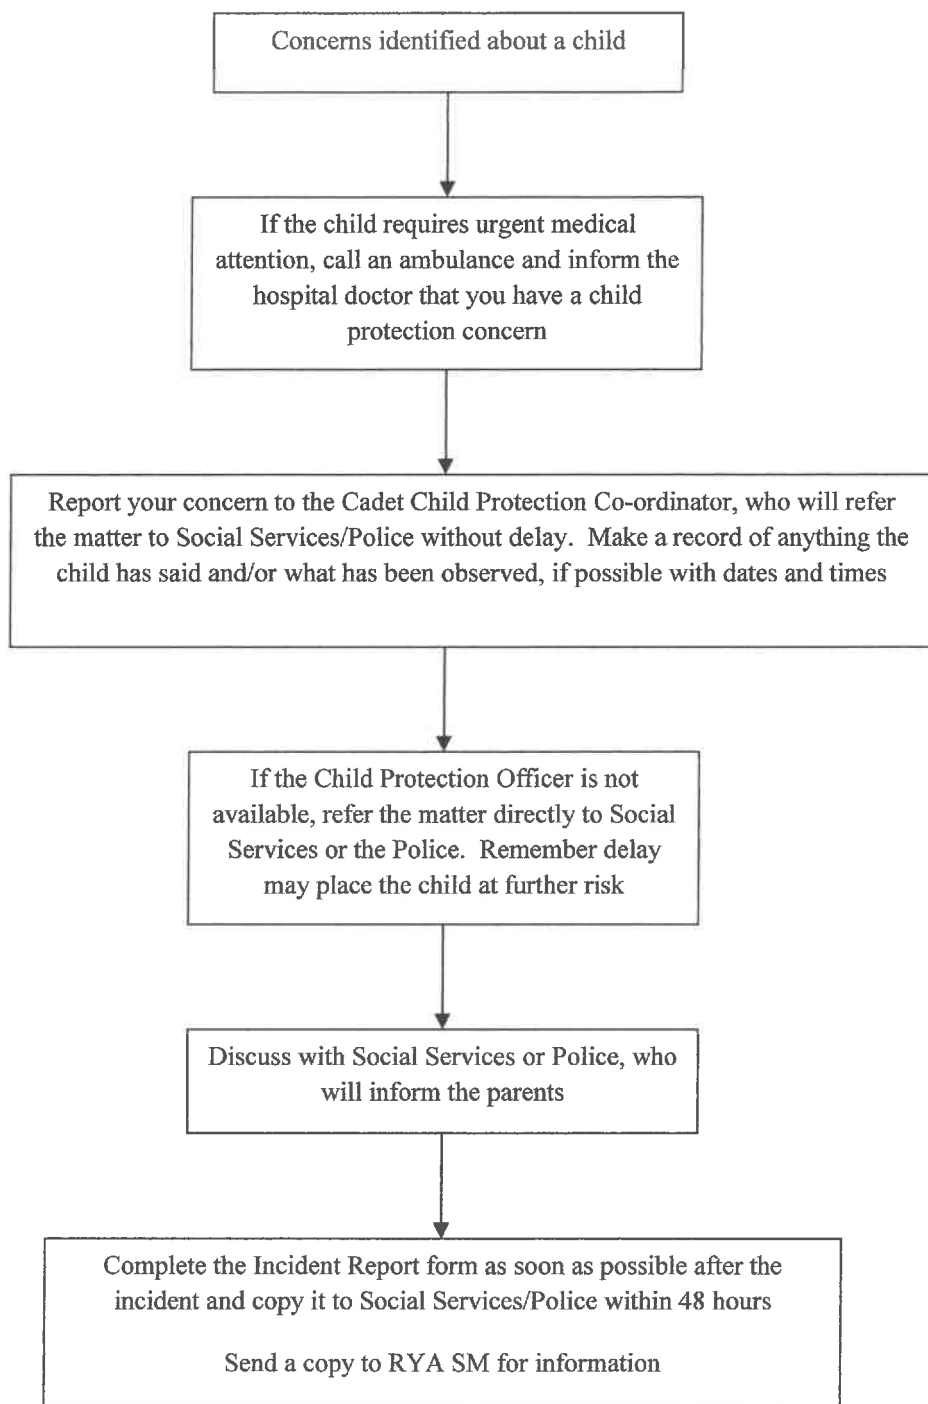 Concerns identified about a child
If the child requires urgent medical
attention, call an ambulance and inform the
hospital doctor that you have a child
protection concern
Report your concern to the Cadet Child Protection Co-ordinator, who will refer
the matter to Social Services/Police without delay.  Make a record of anything the
child has said and/or what has been observed, if possible with dates and times
If the Child Protection Officer is not
available, refer the matter directly to Social
Services or the Police.  Remember delay
may place the child at further risk
Discuss with Social Services or Police, who
will inform the parents
Complete the Incident Report form as soon as possible after the
incident and copy it to Social Services/Police within 48 hours
Send a copy to RYA SM for information